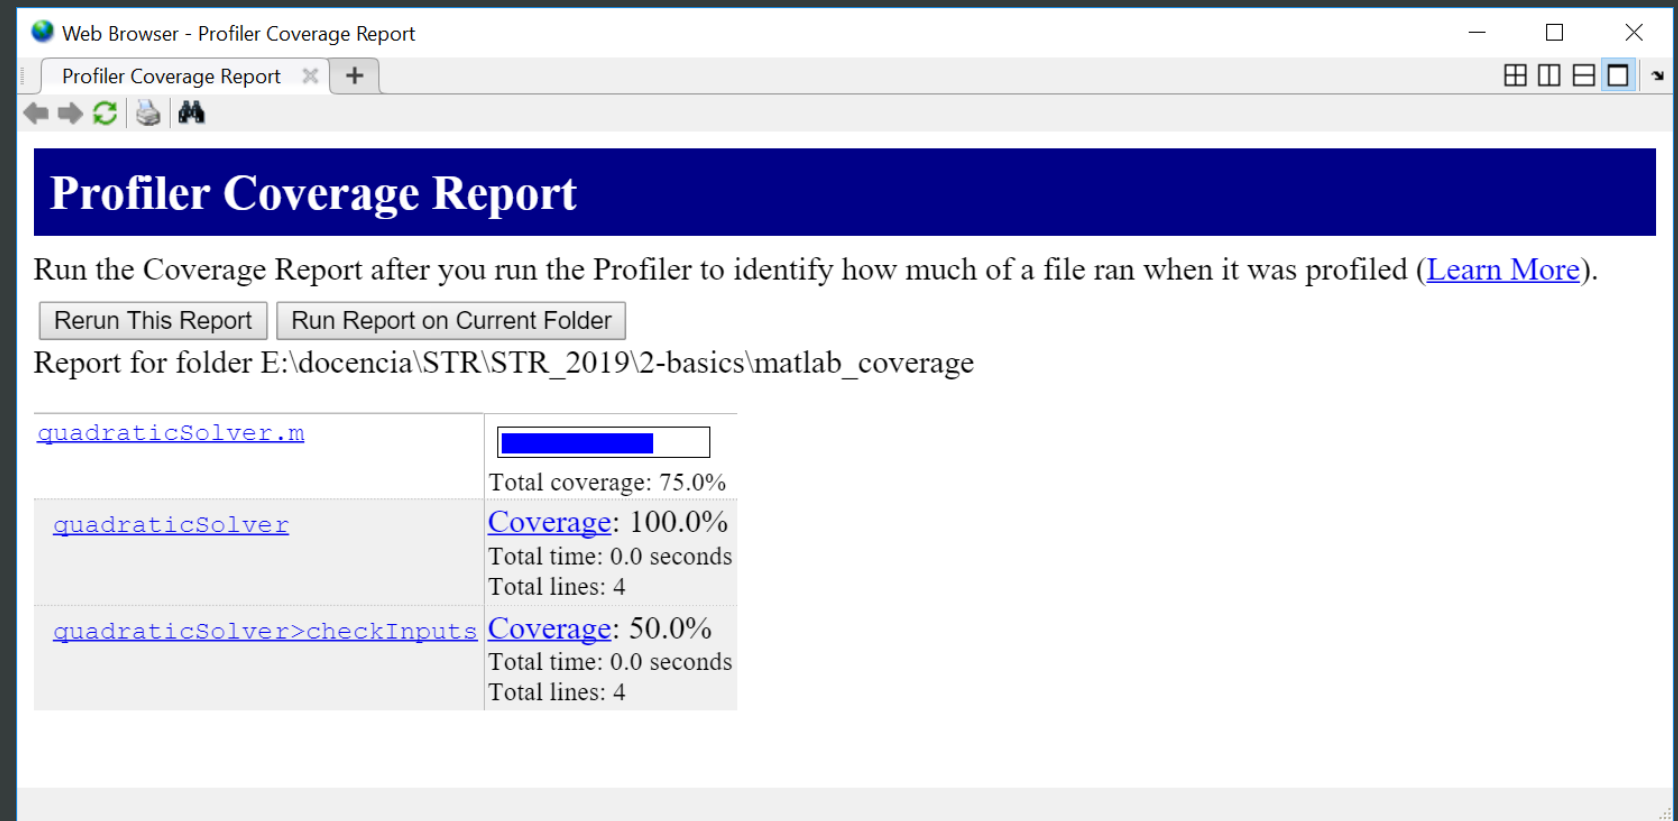 Web Browser - Profiler Coverage Report
Profiler Coverage Report
Profiler Coverage Report
Run the Coverage Report after you run the Profiler to identify how much of a file ran when it was profiled (Learn More).
Rerun This Report Run Report on Current Folder
Report for folder E:\docencia\STR\STR_2019\2-basics\matlab_coverage
quadraticSolver.m
Total coverage: 75.0%
quadraticSolver Coverage: 100.0%
Total time: 0.0 seconds
Total lines: 4
quadraticSolver>checkInputs Coverage: 50.0%
Total time: 0.0 seconds
Total lines: 4